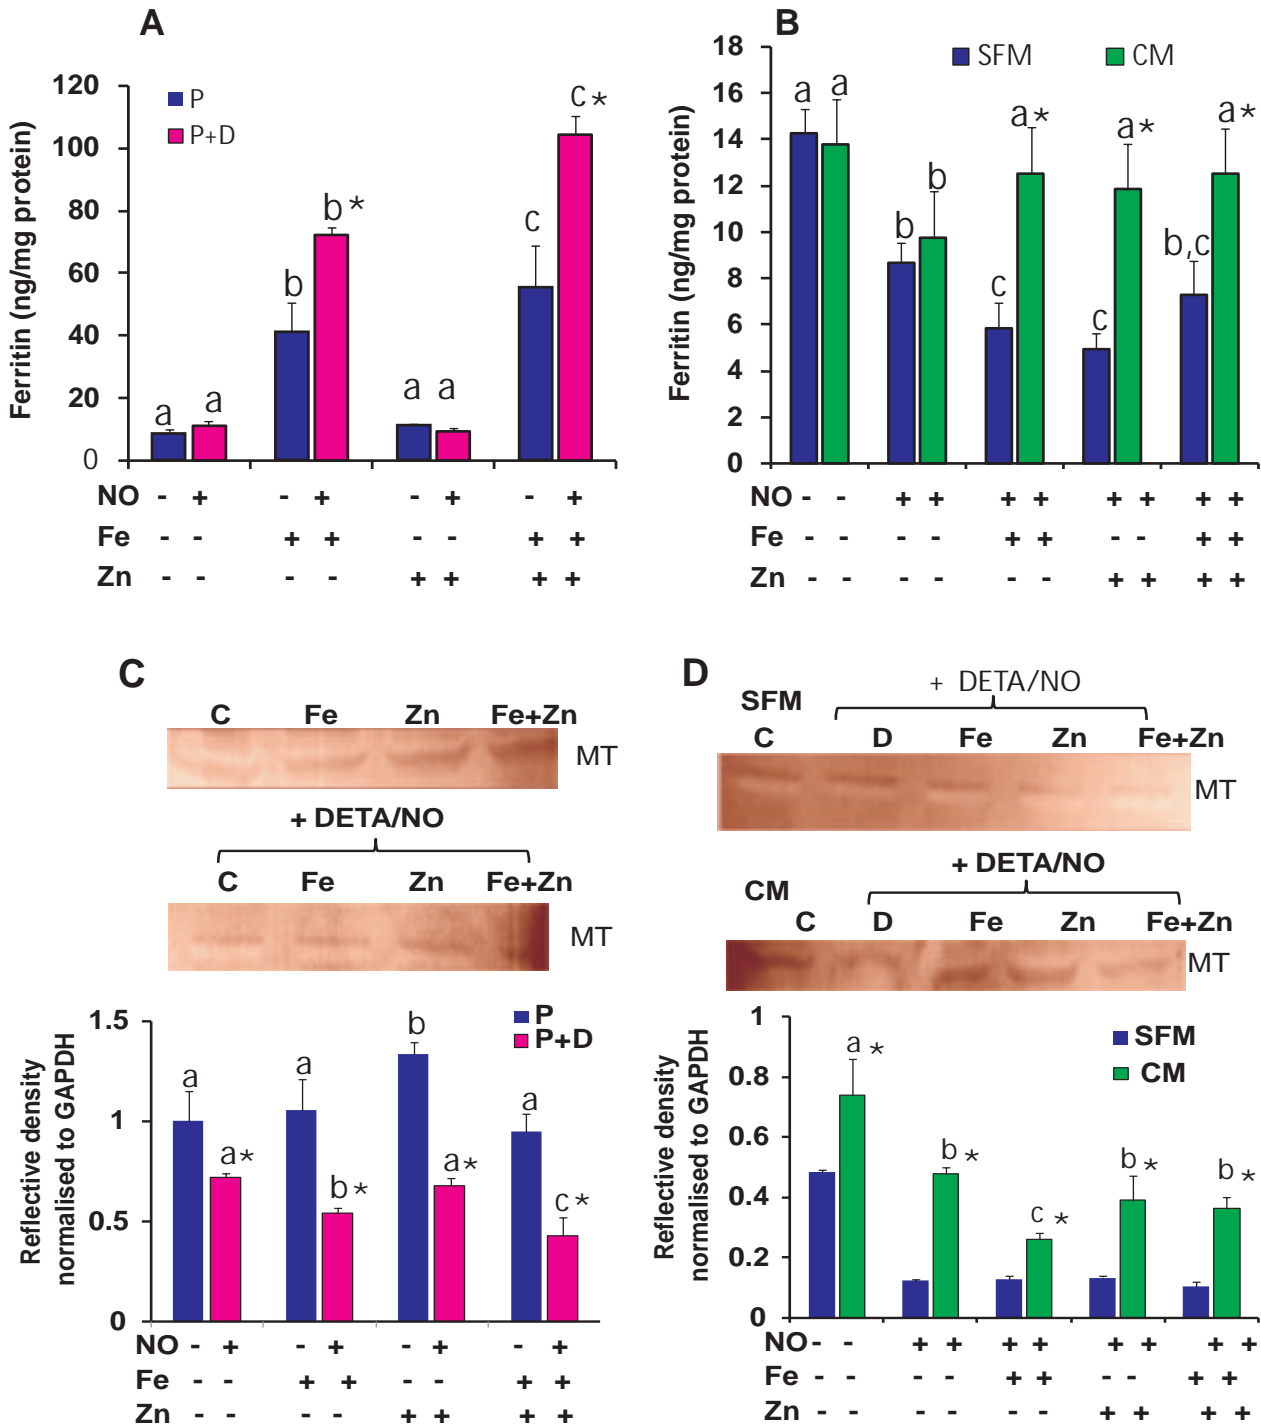 A
Ferritin (ng/mg protein)
120
100
80
60
40
20
0
P
P+D
a a b b* a a c c*
NO - + - + - + - +
Fe - - + + - - + +
Zn - - - - + + + +
B
Ferritin (ng/mg protein)
18
16
14
12
10
8
6
4
2
0
SFM CM
a a b b c a* c a* b,c a*
NO - - + + + + + + + +
Fe - - - - + + - - + +
Zn - - - - - - + + + +
C
C Fe Zn Fe+Zn
MT
+ DETA/NO
C Fe Zn Fe+Zn
MT
Reflective density
normalised to GAPDH
1.5
1
0.5
0
P
P+D
a a* a b* b a* a c*
NO - + - + - + - +
Fe - - + + - - + +
Zn - - - - + + + +
D
+ DETA/NO
SFM
C D Fe Zn Fe+Zn
MT
+ DETA/NO
CM
C D Fe Zn Fe+Zn
MT
Reflective density
normalised to GAPDH
1
0.8
0.6
0.4
0.2
0
SFM
CM
a* b* c* b* b*
NO - - + + + + + + + +
Fe - - - - + + - - + +
Zn - - - - - - + + + +